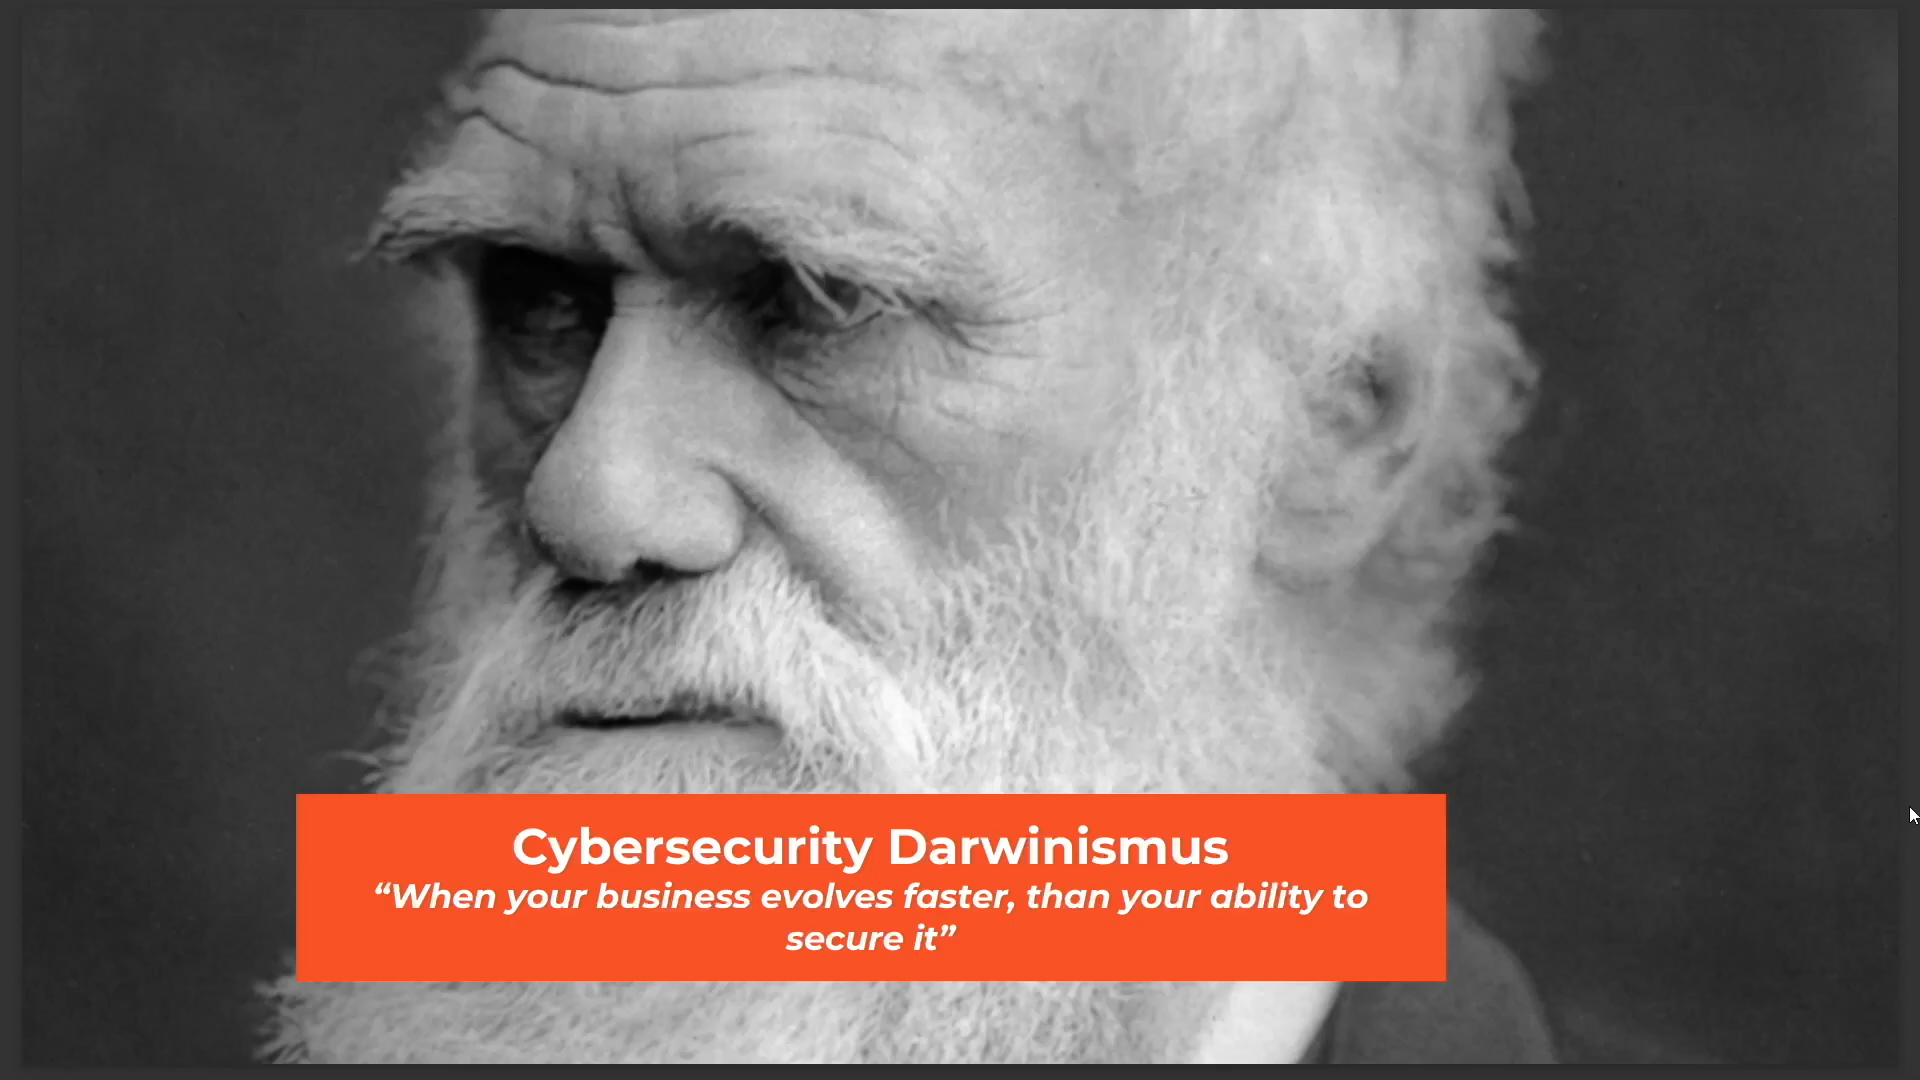 Cybersecurity Darwinismus
“When your business evolves faster, than your ability to
secure it”